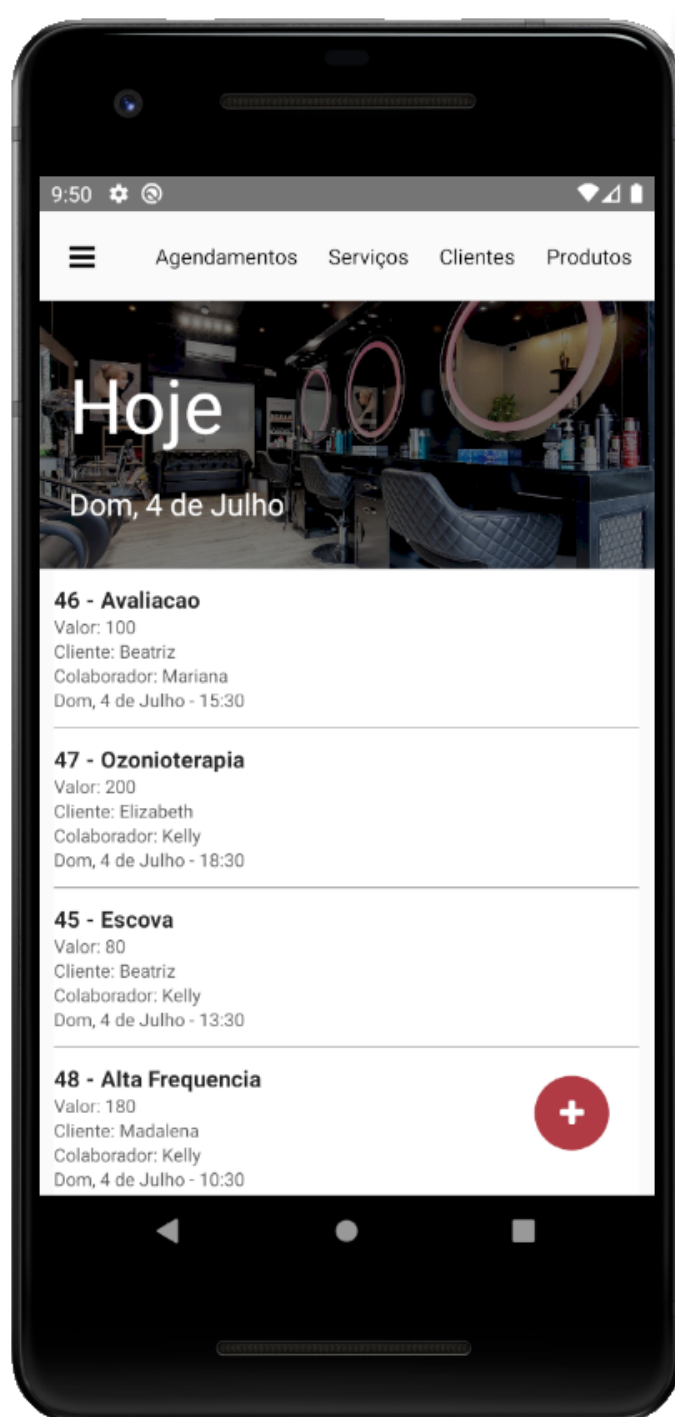 9:50
Agendamentos Serviços Clientes Produtos
Hoje
Dom, 4 de Julho
46 - Avaliacao
Valor: 100
Cliente: Beatriz
Colaborador: Mariana
Dom, 4 de Julho - 15:30
47 - Ozonioterapia
Valor: 200
Cliente: Elizabeth
Colaborador: Kelly
Dom, 4 de Julho - 18:30
45 - Escova
Valor: 80
Cliente: Beatriz
Colaborador: Kelly
Dom, 4 de Julho - 13:30
48 - Alta Frequencia
Valor: 180
Cliente: Madalena
Colaborador: Kelly
Dom, 4 de Julho - 10:30